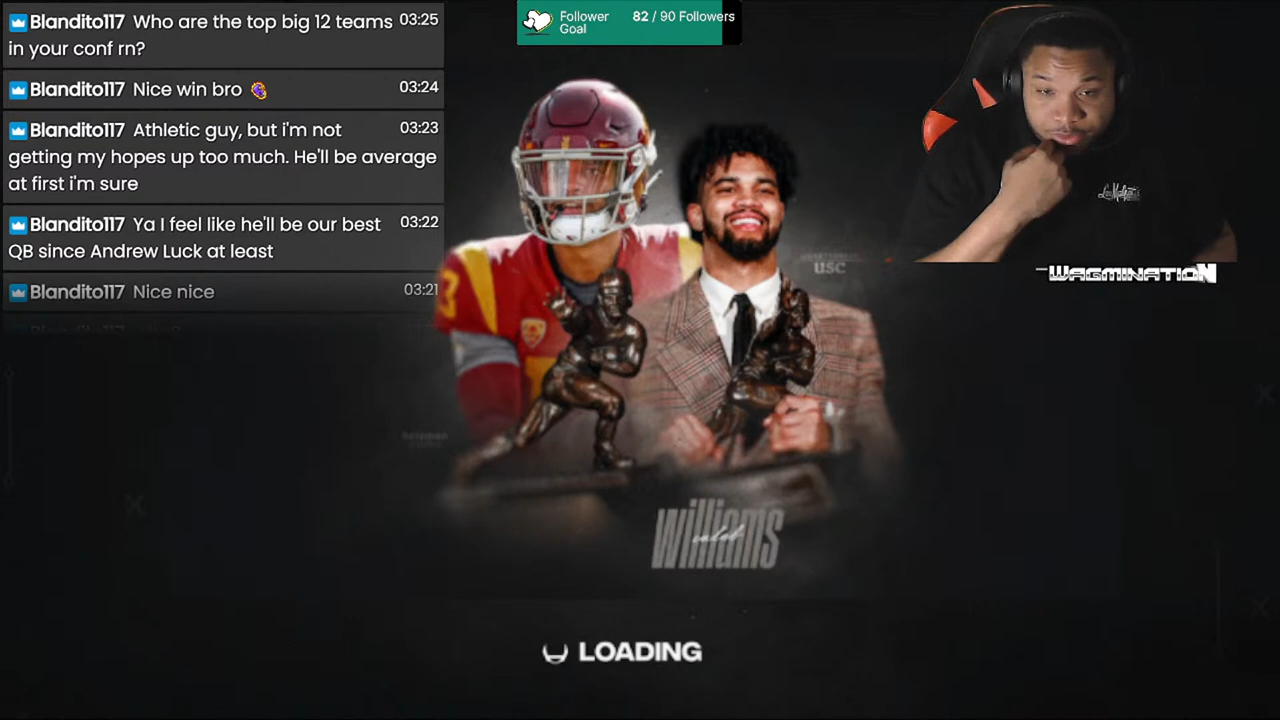 Blandito117 Who are the top big 12 teams 03:25
in your conf rn?
Blandito117 Nice win bro 03:24
Blandito117 Athletic guy, but i'm not 03:23
getting my hopes up too much. He'll be average
at first i'm sure
Blandito117 Ya I feel like he'll be our best 03:22
QB since Andrew Luck at least
Blandito117 Nice nice 03:21
Follower 82 / 90 Followers
Goal
WAGMINATION
USC
3
williams
caleb
LOADING